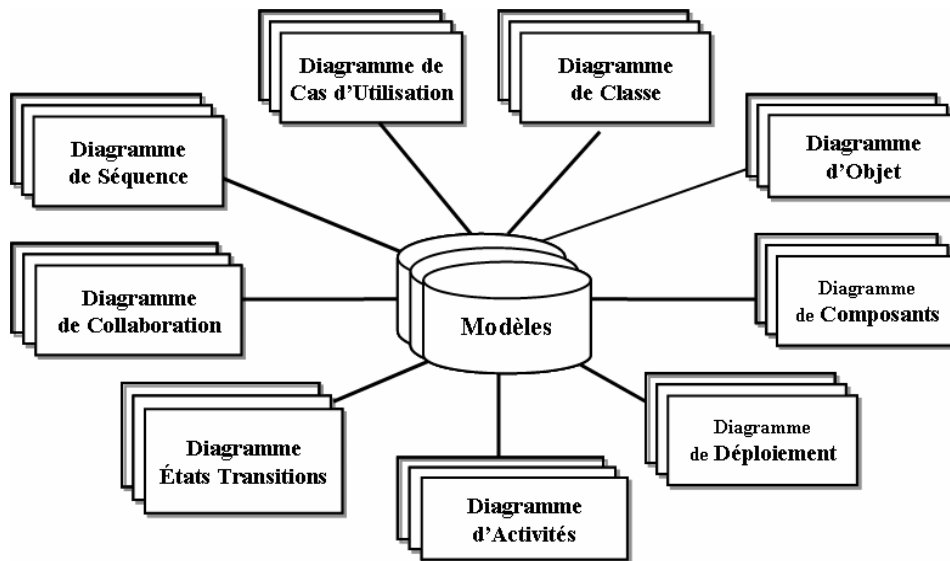 Diagramme de
Cas d'Utilisation
Diagramme
de Classe
Diagramme
de Séquence
Diagramme
d'Objet
Diagramme
de Collaboration
Modèles
Diagramme
de Composants
Diagramme
États Transitions
Diagramme
d'Activités
Diagramme
de Déploiement